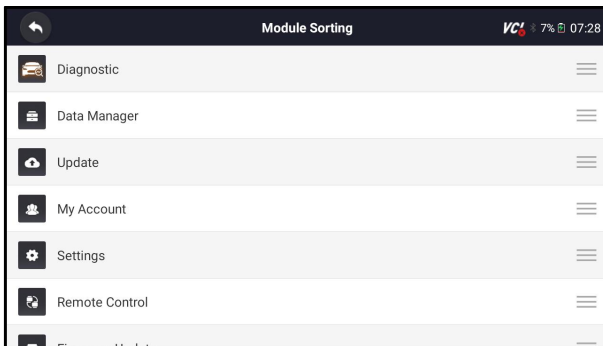 Module Sorting
VCI 7% 07:28
Diagnostic
Data Manager
Update
My Account
Settings
Remote Control